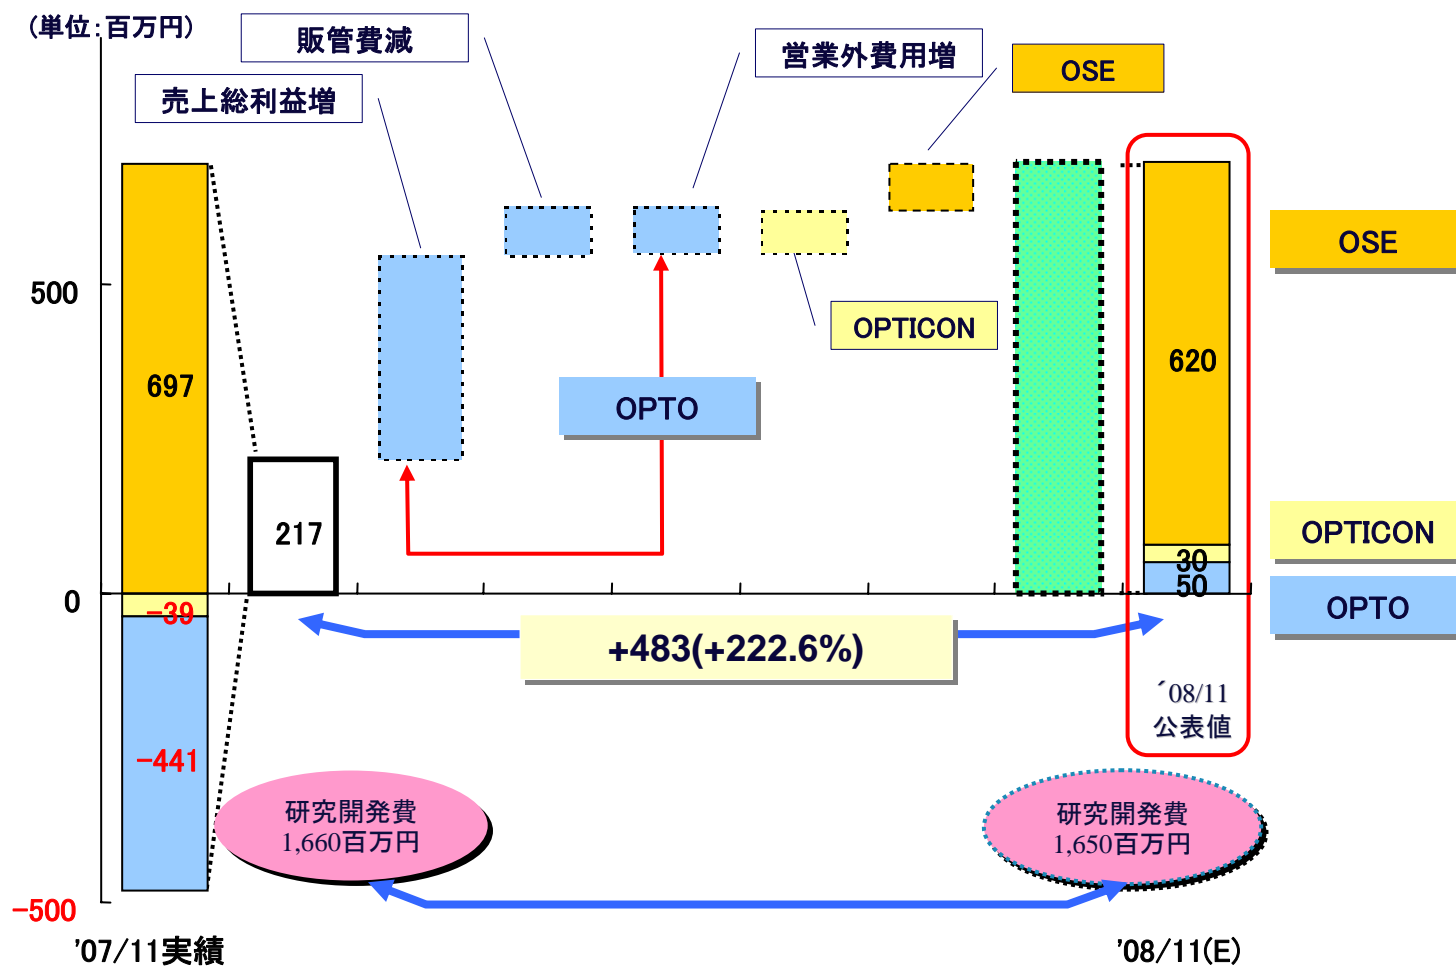 (単位:百万円)
販管費減
営業外費用増
OSE
売上総利益増
500
OSE
OPTICON
697
620
OPTO
217
OPTICON
30
50
0
-39
OPTO
+483(+222.6%)
´08/11
公表値
-441
研究開発費
1,660百万円
研究開発費
1,650百万円
-500
'07/11実績
'08/11(E)